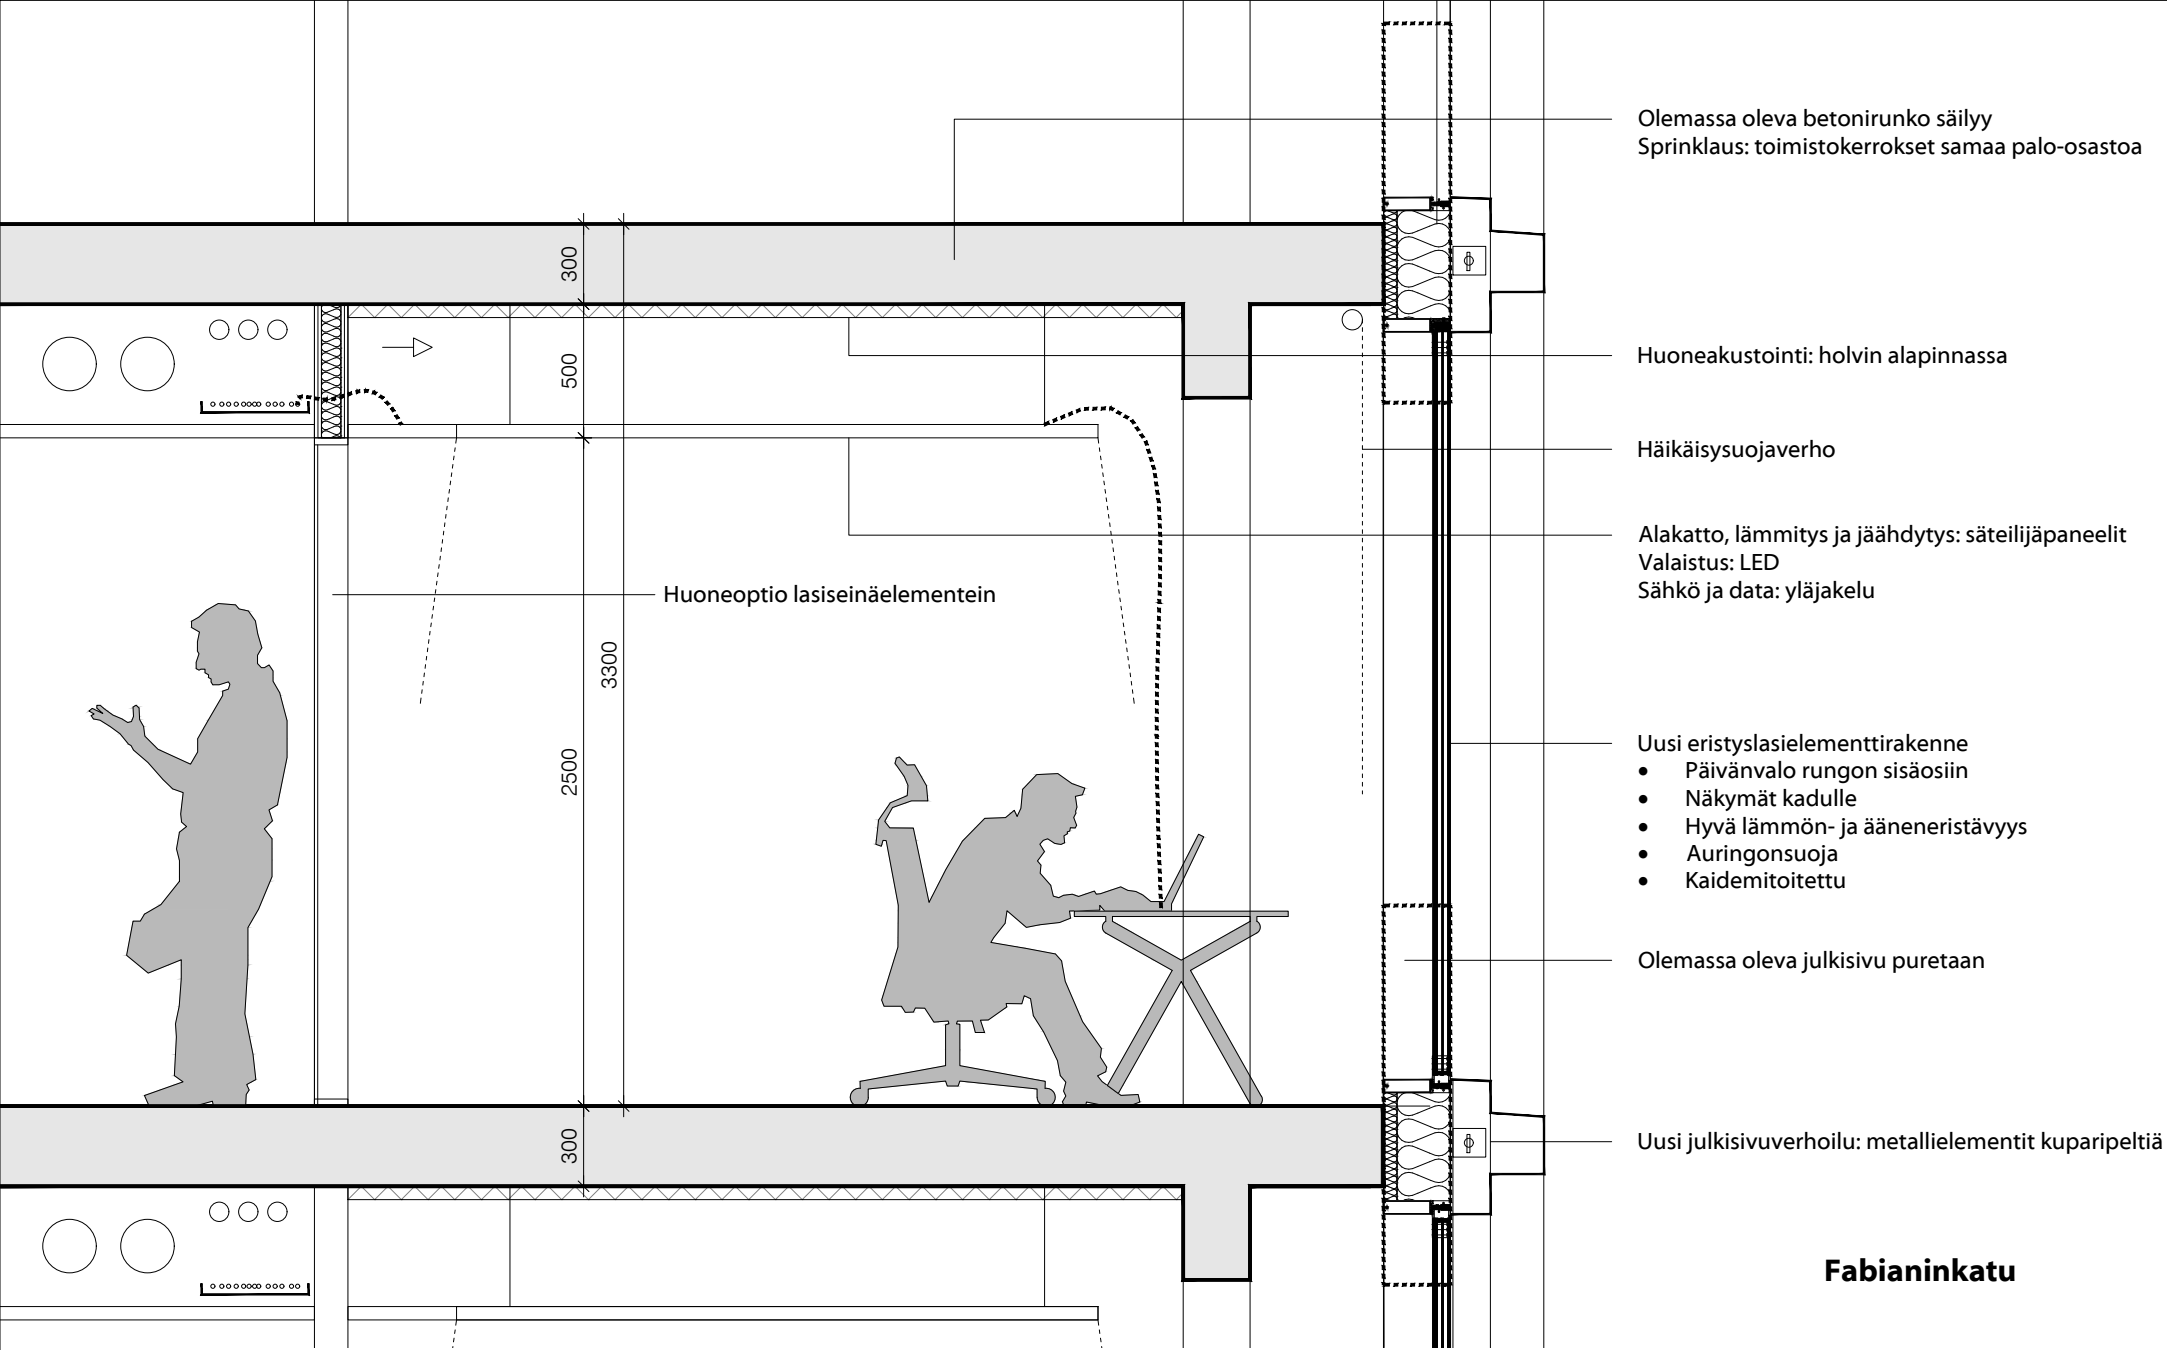 Olemassa oleva betonirunko säilyy
Sprinklaus: toimistokerrokset samaa palo-osastoa
300
500
Huoneakustointi: holvin alapinnassa
Häikäisysuojaverho
Alakatto, lämmitys ja jäähdytys: säteilijäpaneelit
Valaistus: LED
Sähkö ja data: yläjakelu
Huoneoptio lasiseinäelementein
3300
2500
Uusi eristyslasielementtirakenne
• Päivänvalo rungon sisäosiin
• Näkymät kadulle
• Hyvä lämmön- ja ääneneristävyys
• Auringonsuoja
• Kaidemitoitettu
Olemassa oleva julkisivu puretaan
300
Uusi julkisivuverhoilu: metallielementit kuparipeltiä
Fabianinkatu